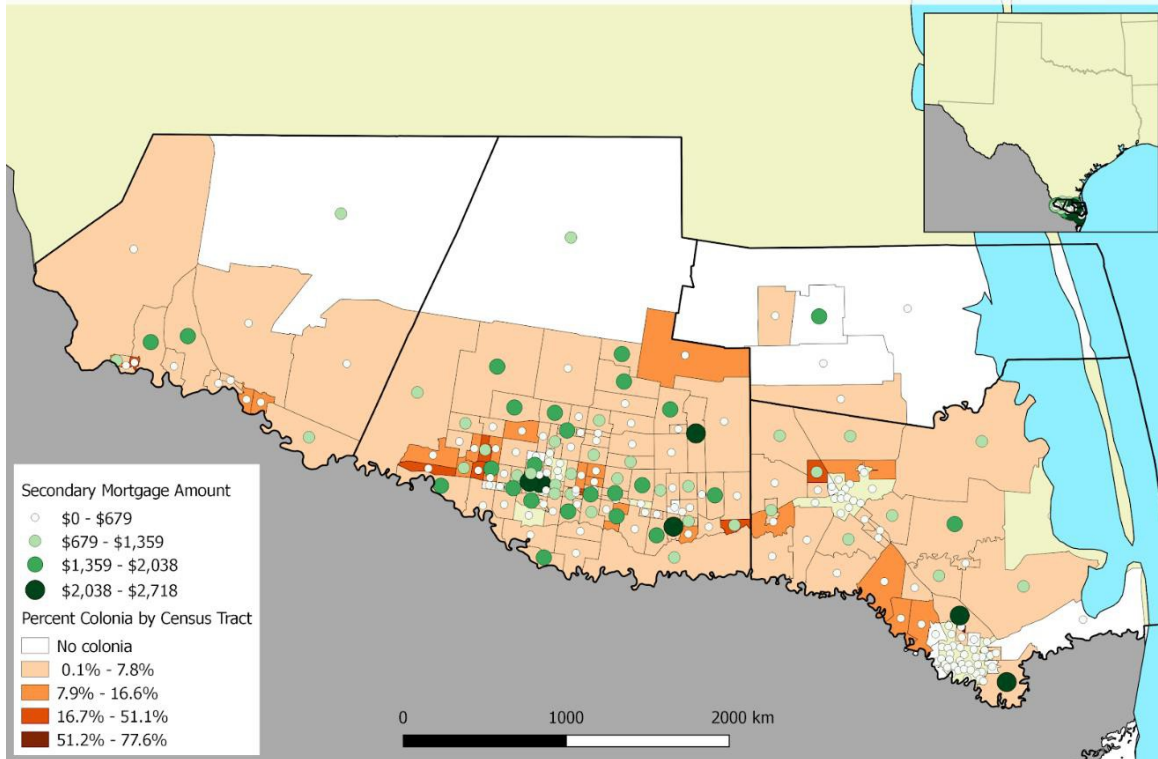 Secondary Mortgage Amount
$0 - $679
$679 - $1,359
$1,359 - $2,038
$2,038 - $2,718
Percent Colonia by Census Tract
No colonia
0.1% - 7.8%
7.9% - 16.6%
16.7% - 51.1%
51.2% - 77.6%
0 1000 2000 km